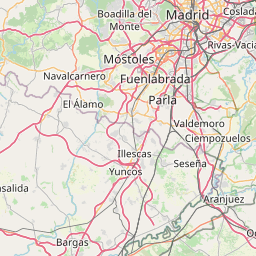 Boadilla del
Monte
Madrid
Coslada
Rivas-Vacia
Móstoles
Navalcarnero
Fuenlabrada
El Álamo
Parla
Valdemoro
Ciempozuelos
Illescas
Seseña
Yuncos
salida
Aranjuez
Bargas
Oc